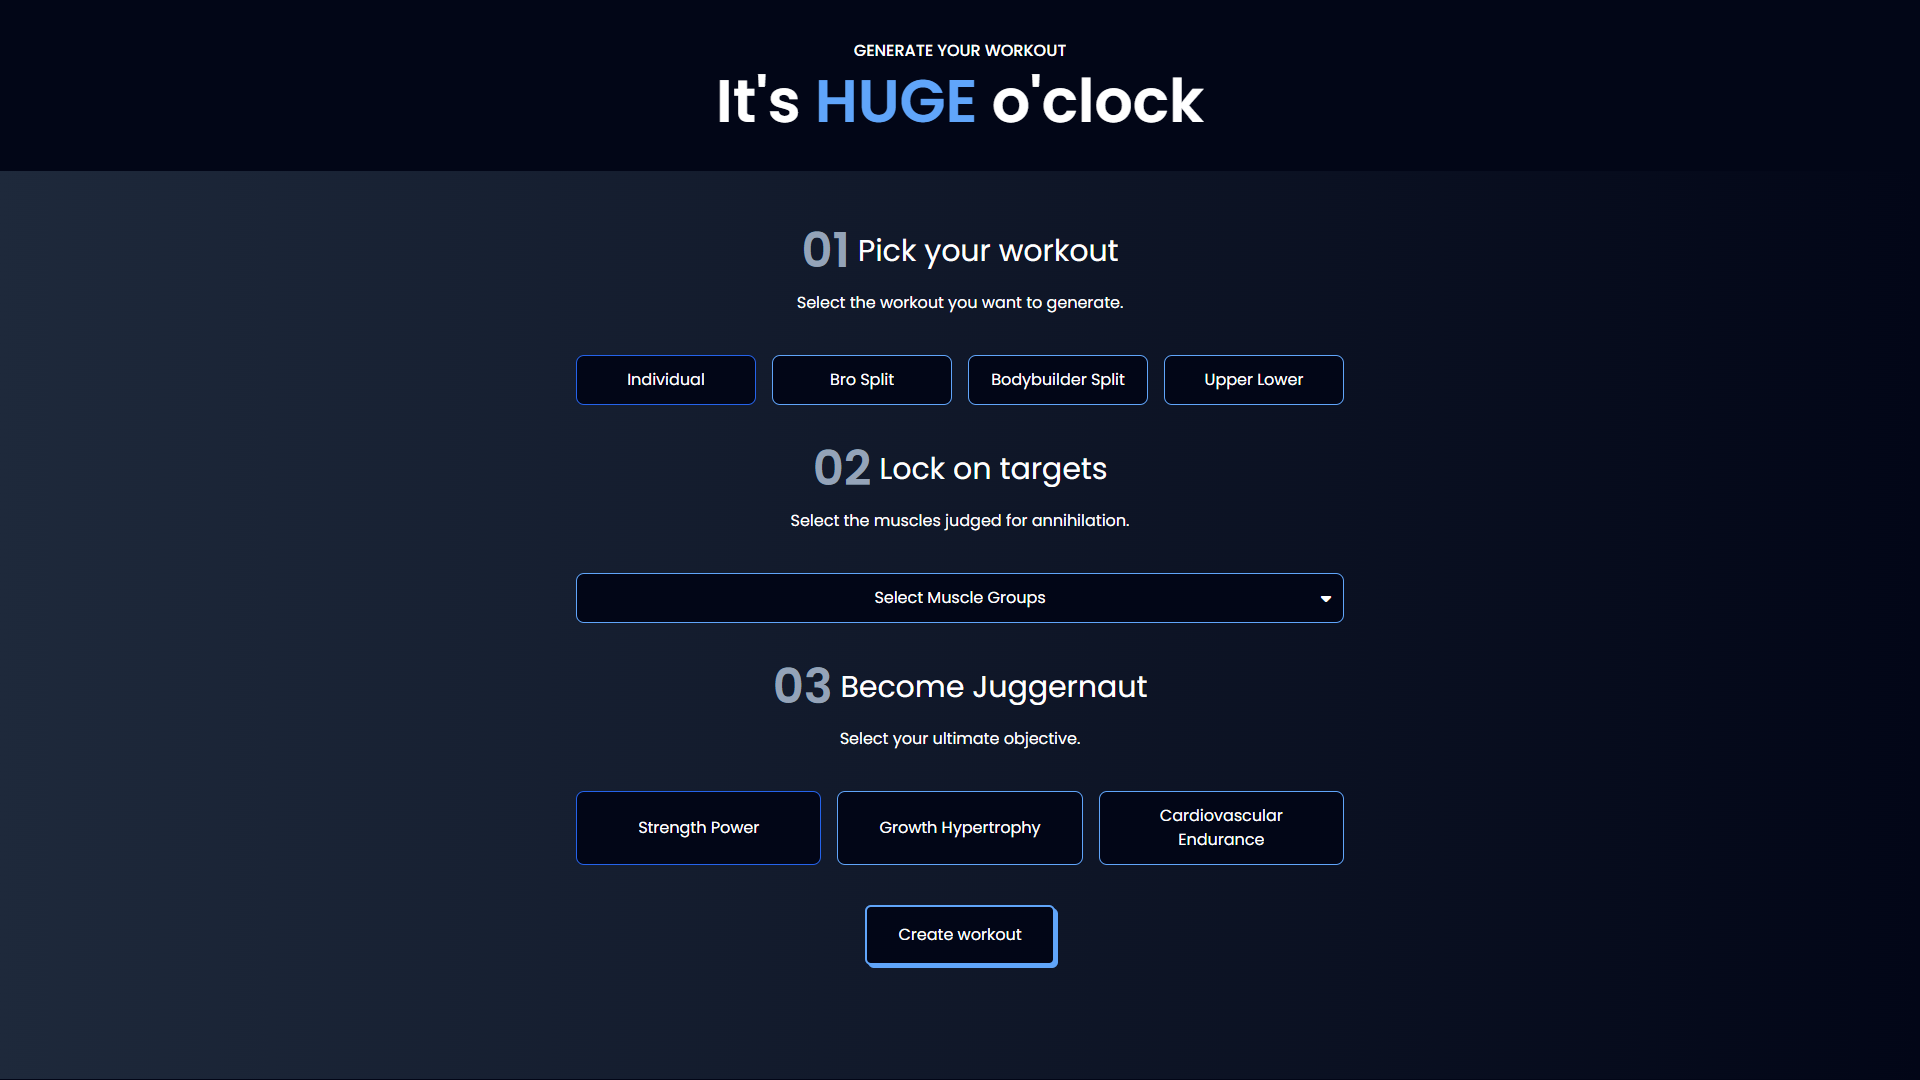 GENERATE YOUR WORKOUT
It's HUGE o'clock
01 Pick your workout
Select the workout you want to generate.
Individual
Bro Split
Bodybuilder Split
Upper Lower
02 Lock on targets
Select the muscles judged for annihilation.
Select Muscle Groups
03 Become Juggernaut
Select your ultimate objective.
Strength Power
Growth Hypertrophy
Cardiovascular
Endurance
Create workout